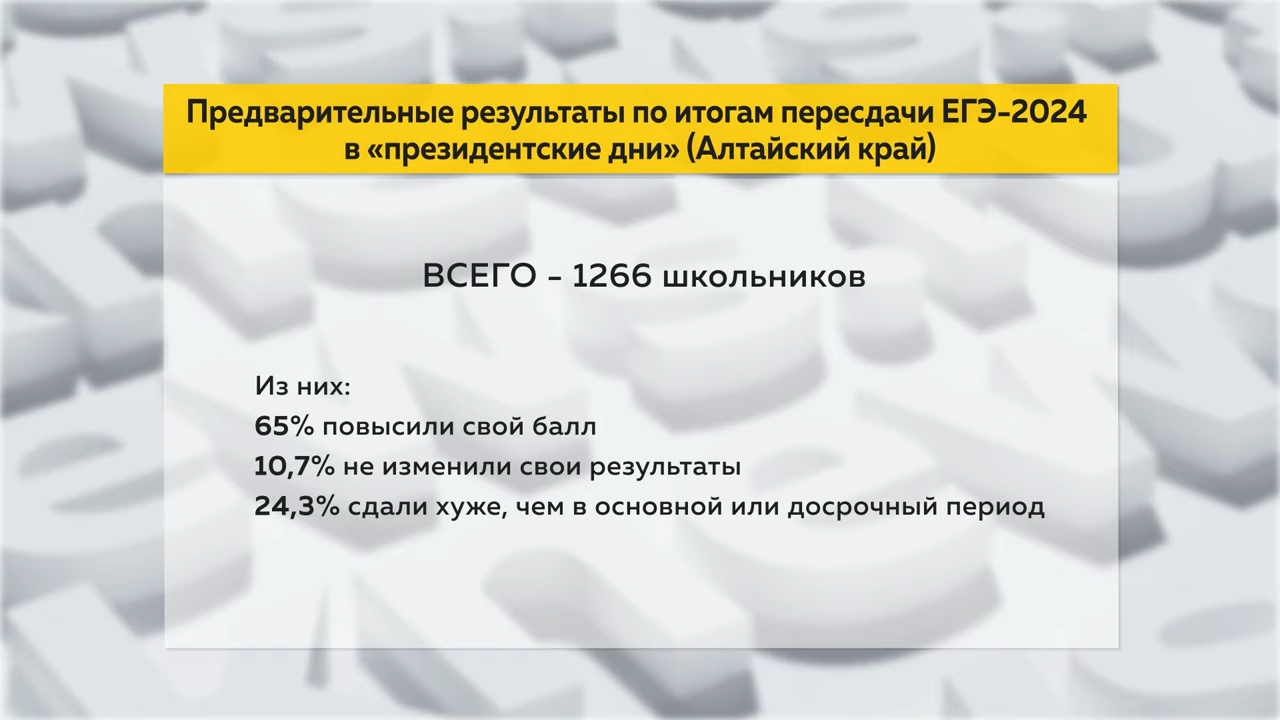 Предварительные результаты по итогам пересдачи ЕГЭ-2024
в «президентские дни» (Алтайский край)
ВСЕГО - 1266 школьников
Из них:
65% повысили свой балл
10,7% не изменили свои результаты
24,3% сдали хуже, чем в основной или досрочный период